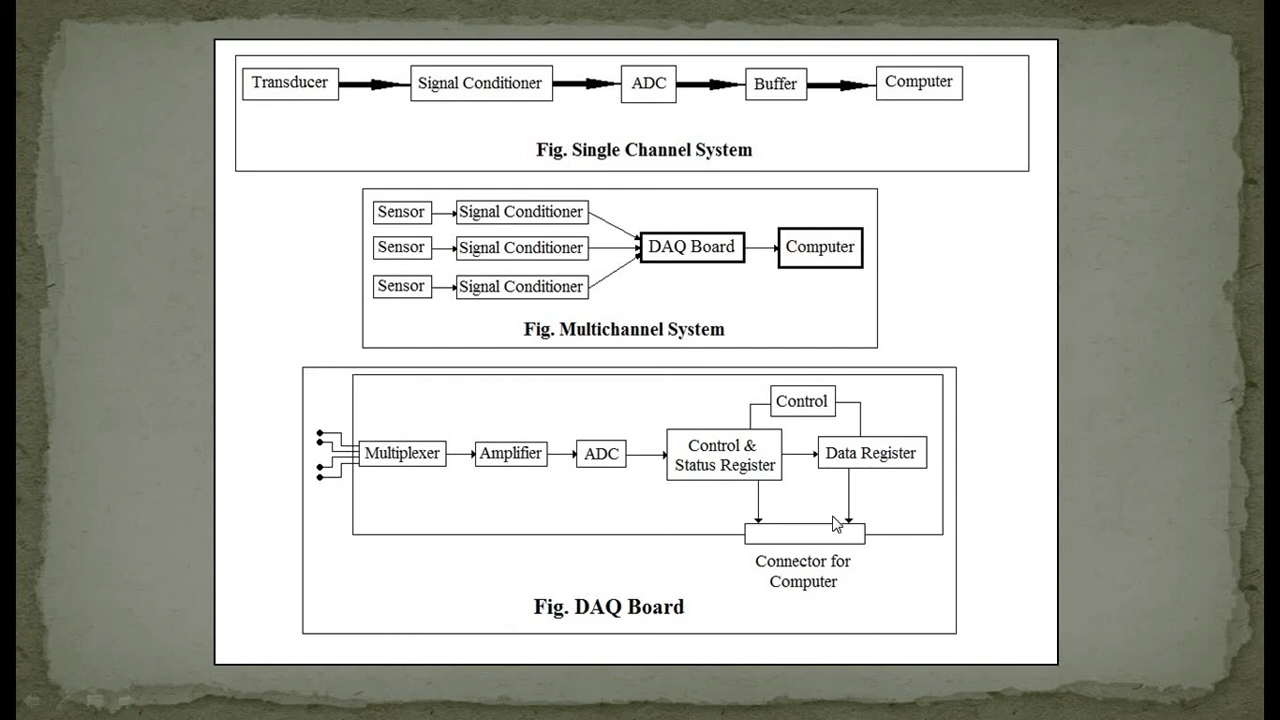 Transducer
Signal Conditioner
ADC
Buffer
Computer
Fig. Single Channel System
Sensor
Signal Conditioner
Sensor
Signal Conditioner
DAQ Board
Computer
Sensor
Signal Conditioner
Fig. Multichannel System
Control
Multiplexer
Amplifier
ADC
Control &
Status Register
Data Register
Connector for
Computer
Fig. DAQ Board